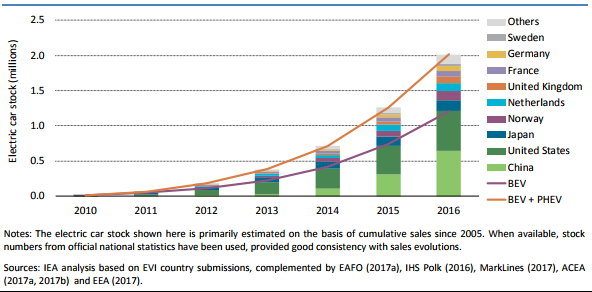 Electric car stock (millions)
2.5
2.0
1.5
1.0
0.5
0.0
2010 2011 2012 2013 2014 2015 2016
Others
Sweden
Germany
France
United Kingdom
Netherlands
Norway
Japan
United States
China
BEV
BEV + PHEV
Notes: The electric car stock shown here is primarily estimated on the basis of cumulative sales since 2005. When available, stock
numbers from official national statistics have been used, provided good consistency with sales evolutions.
Sources: IEA analysis based on EVI country submissions, complemented by EAFO (2017a), IHS Polk (2016), MarkLines (2017), ACEA
(2017a, 2017b) and EEA (2017).